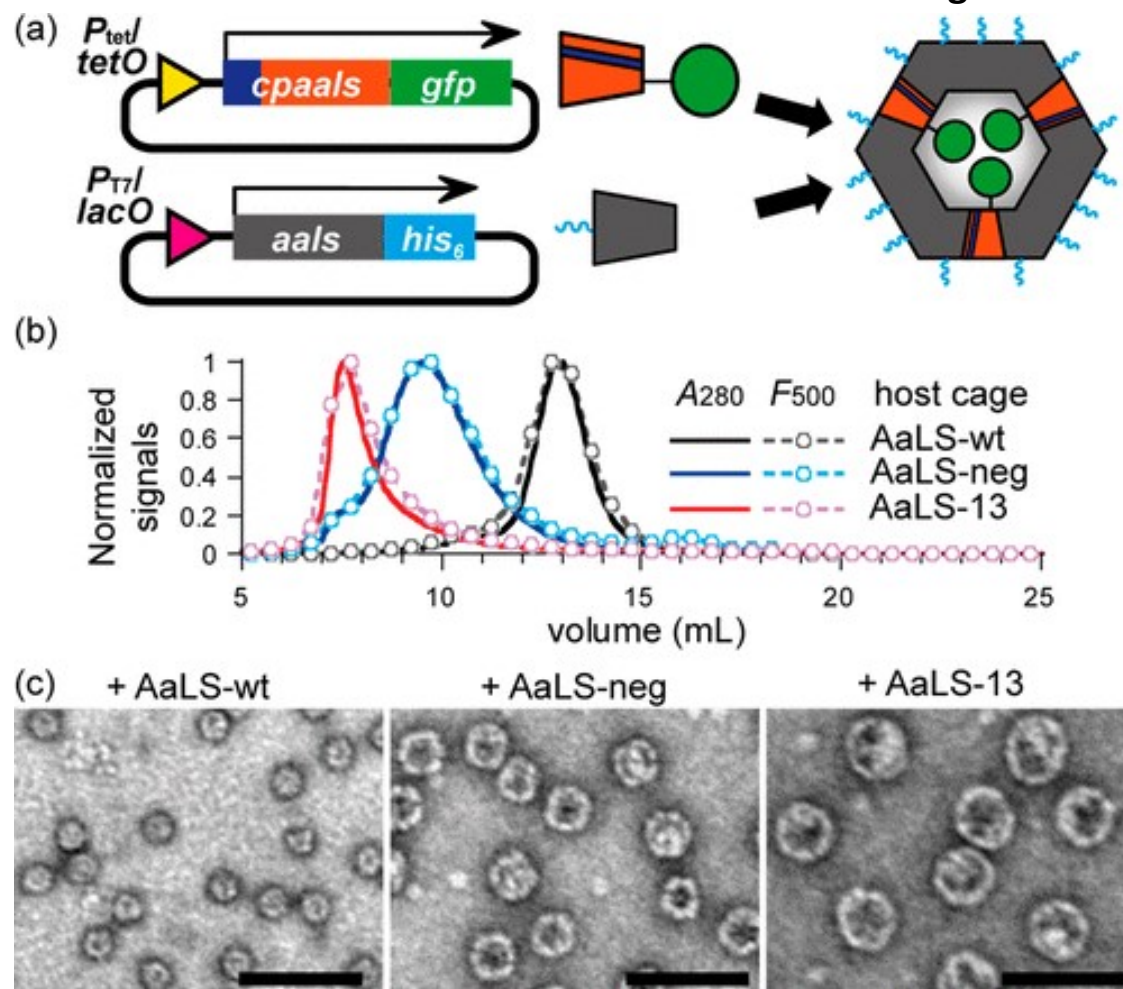 (a)
Ptet/
tetO
cpaals gfp
PT7/
lacO
aals his6
(b)
Normalized
signals
1
0.8
0.6
0.4
0.2
0
5 10 15 20 25
volume (mL)
A280 F500 host cage
AaLS-wt
AaLS-neg
AaLS-13
(c)
+ AaLS-wt + AaLS-neg + AaLS-13